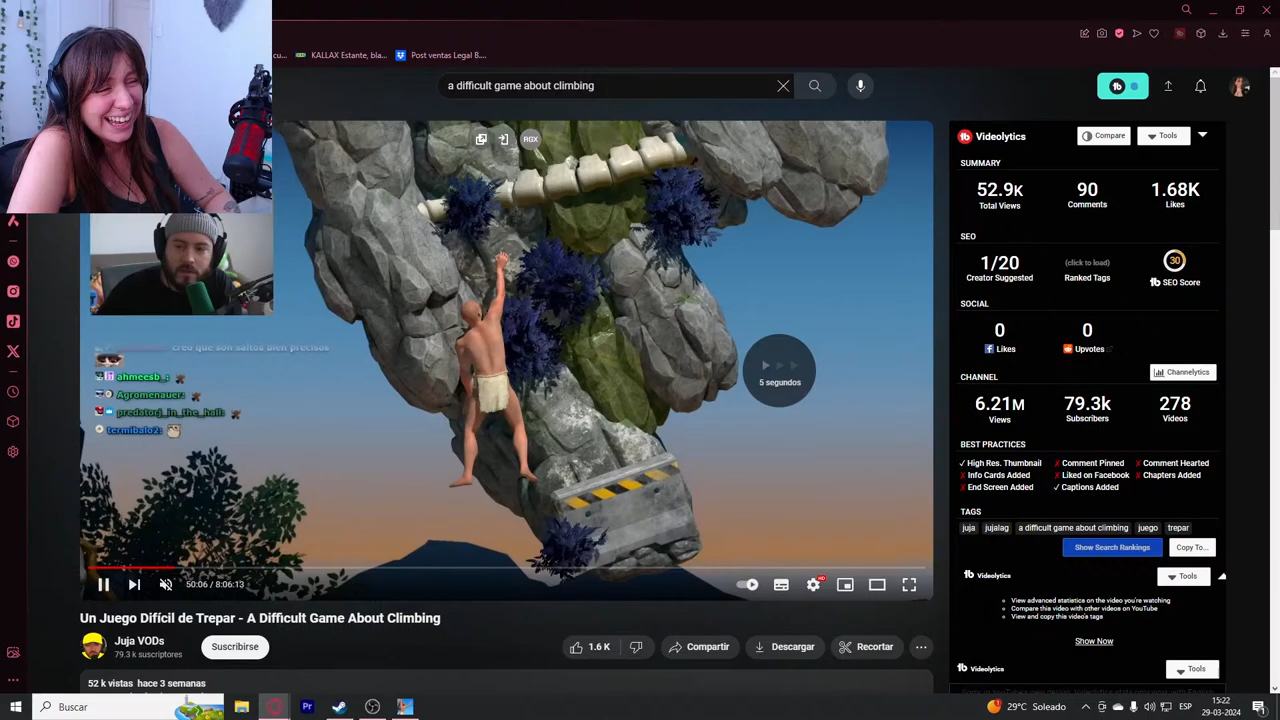 cu...
KALLAX Estante, bla...
Post ventas Legal B...
a difficult game about climbing
RGX
creo que son saltos bien precisos
ahmeesb_:
Agromenauer:
predatorj_in_the_hall:
termibalo2:
5 segundos
50:06 / 8:06:13
HD
Un Juego Difícil de Trepar - A Difficult Game About Climbing
Juja VODs
79.3 k suscriptores
Suscribirse
1.6 K
Compartir
Descargar
Recortar
52 k vistas hace 3 semanas
Videolytics
Compare
Tools
SUMMARY
52.9K 90 1.68K
Total Views Comments Likes
SEO
1/20 (click to load) 30
Creator Suggested Ranked Tags SEO Score
SOCIAL
0 0
Likes Upvotes
CHANNEL
Channelytics
6.21M 79.3k 278
Views Subscribers Videos
BEST PRACTICES
✓ High Res. Thumbnail ✗ Comment Pinned ✗ Comment Hearted
✗ Info Cards Added ✗ Liked on Facebook ✗ Chapters Added
✗ End Screen Added ✓ Captions Added
TAGS
juja jujalag a difficult game about climbing juego trepar
Show Search Rankings Copy To...
Videolytics
Tools
View advanced statistics on the video you're watching
Compare this video with other videos on YouTube
View and copy this video's tags
Show Now
Videolytics
Tools
Buscar
Pr
29°C Soleado
ESP
15:22
29-03-2024